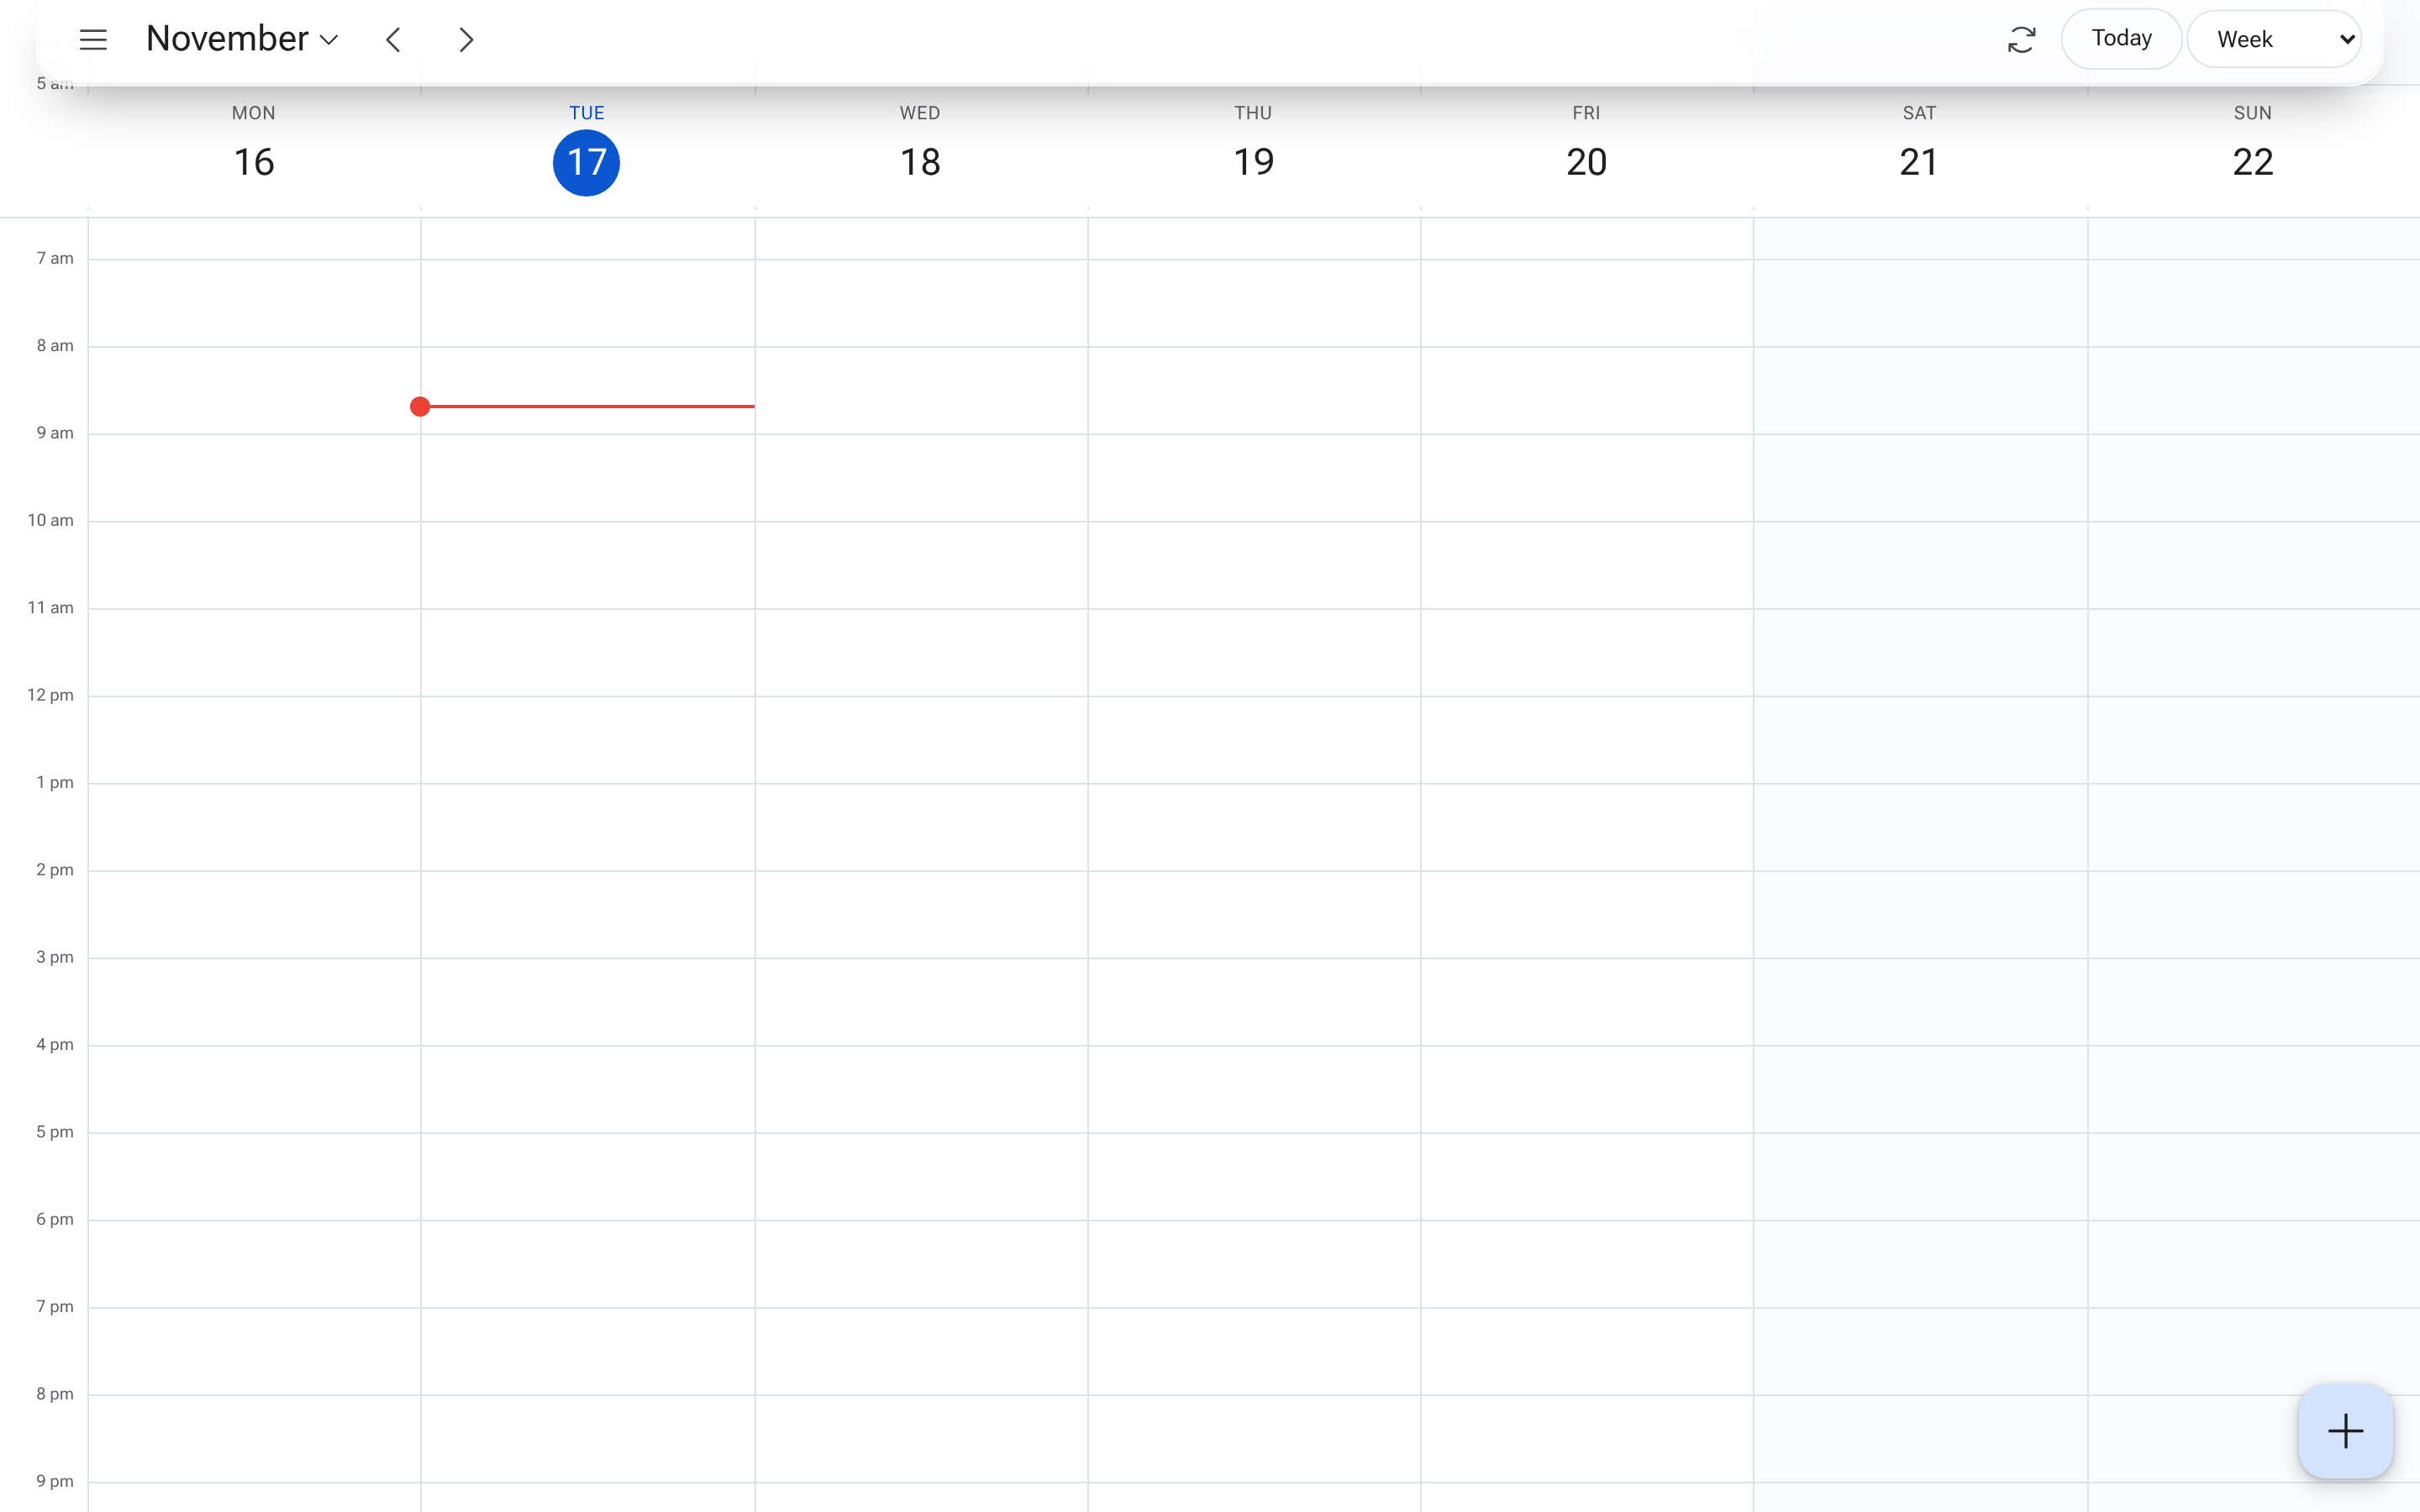 November
Today
Week
5 am
MON
TUE
WED
THU
FRI
SAT
SUN
16
17
18
19
20
21
22
7 am
8 am
9 am
10 am
11 am
12 pm
1 pm
2 pm
3 pm
4 pm
5 pm
6 pm
7 pm
8 pm
9 pm